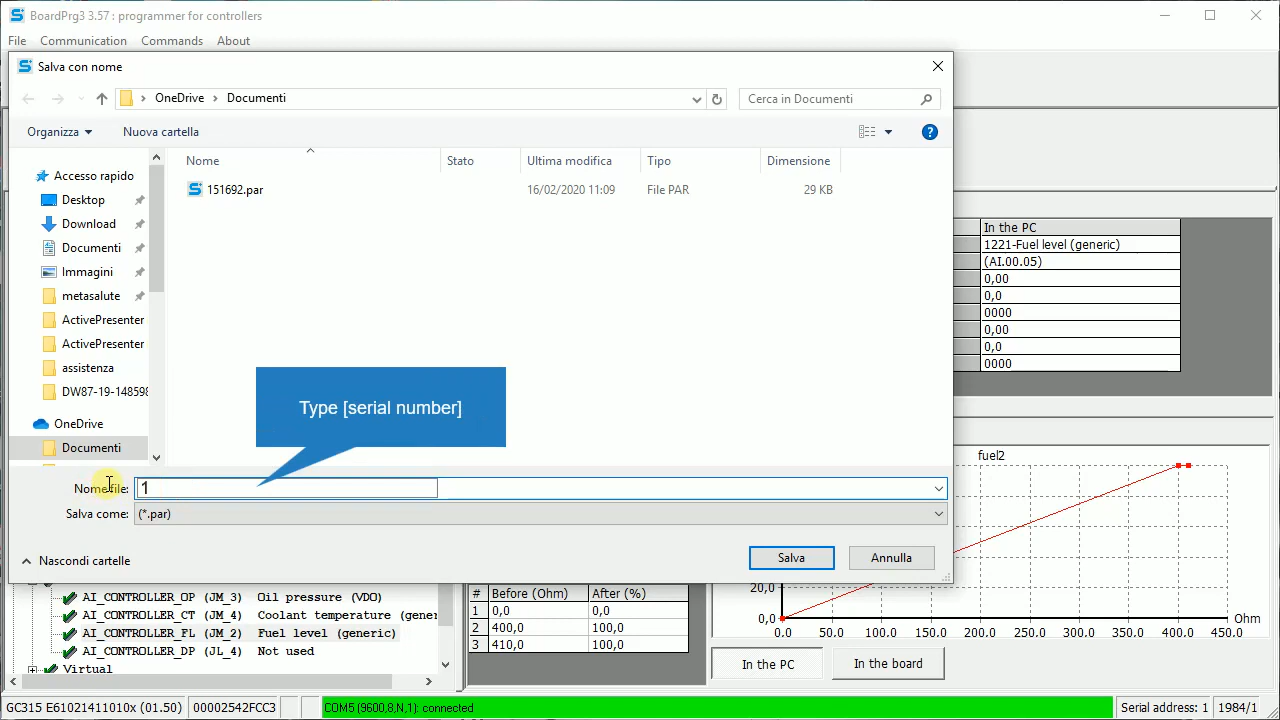 BoardPrg3 3.57 : programmer for controllers
File Communication Commands About
Salva con nome
OneDrive Documenti
Cerca in Documenti
Organizza Nuova cartella
Nome Stato Ultima modifica Tipo Dimensione
151692.par 16/02/2020 11:09 File PAR 29 KB
Accesso rapido
Desktop
Download
Documenti
Immagini
metasalute
ActivePresenter
ActivePresenter
assistenza
DW87-19-148598
OneDrive
Documenti
Type [serial number]
Nome file: 1
Salva come: (*.par)
Nascondi cartelle
Salva Annulla
In the PC
1221-Fuel level (generic)
(AI.00.05)
0,00
0,0
0000
0,00
0,0
0000
fuel2
20,0
0,0
Ohm
0.0 50.0 100.0 150.0 200.0 250.0 300.0 350.0 400.0 450.0
AI_CONTROLLER_OP (JM_3) Oil pressure (VDO)
AI_CONTROLLER_CT (JM_4) Coolant temperature (gener
AI_CONTROLLER_FL (JM_2) Fuel level (generic)
AI_CONTROLLER_DP (JL_4) Not used
Virtual
# Before (Ohm) After (%)
1 0,0 0,0
2 400,0 100,0
3 410,0 100,0
In the PC In the board
GC315 E61021411010x (01.50) 00002542FCC3 COM5 (9600,8,N,1): connected Serial address: 1 1984/1